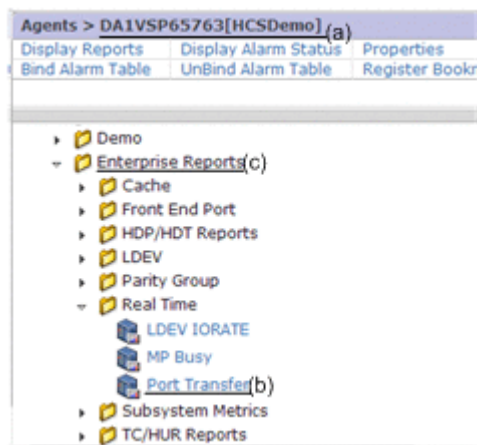 Agents > DA1VSP65763[HCSDemo] (a)
Display Reports Display Alarm Status Properties
Bind Alarm Table UnBind Alarm Table Register Bookr
Demo
Enterprise Reports(c)
Cache
Front End Port
HDP/HDT Reports
LDEV
Parity Group
Real Time
LDEV IORATE
MP Busy
Port Transfer(b)
Subsystem Metrics
TC/HUR Reports